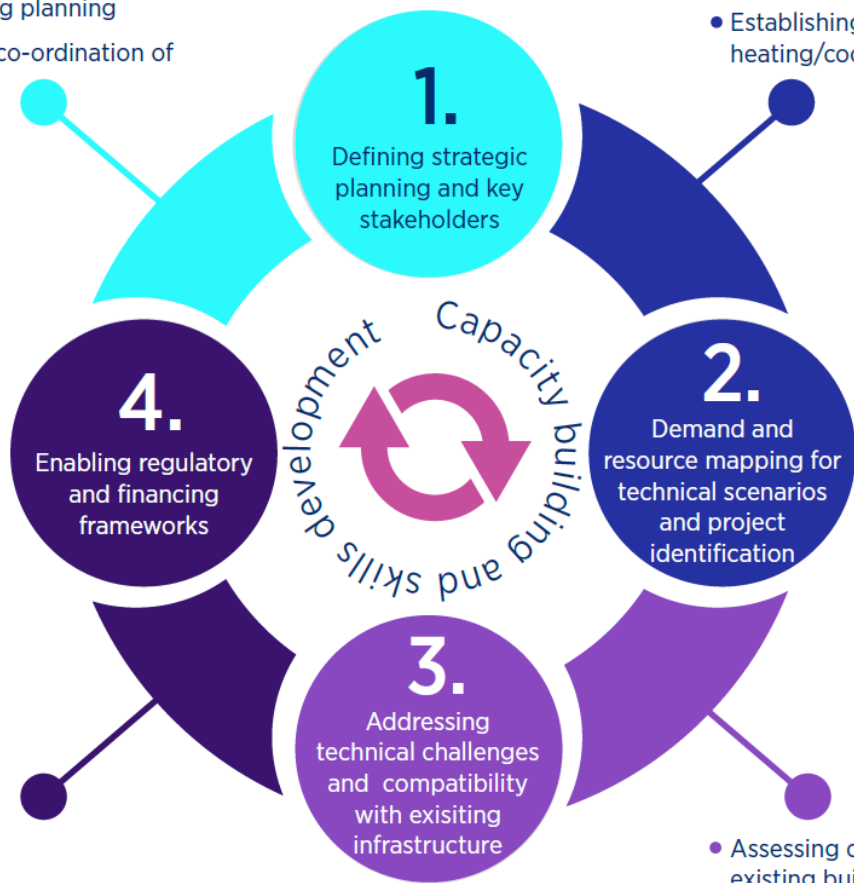 g planning
co-ordination of
• Establishing
heating/coo
1.
Defining strategic
planning and key
stakeholders
2.
Demand and
resource mapping for
technical scenarios
and project
identification
3.
Addressing
technical challenges
and compatibility
with exisiting
infrastructure
4.
Enabling regulatory
and financing
frameworks
Capacity building and skills development
• Assessing
existing bui